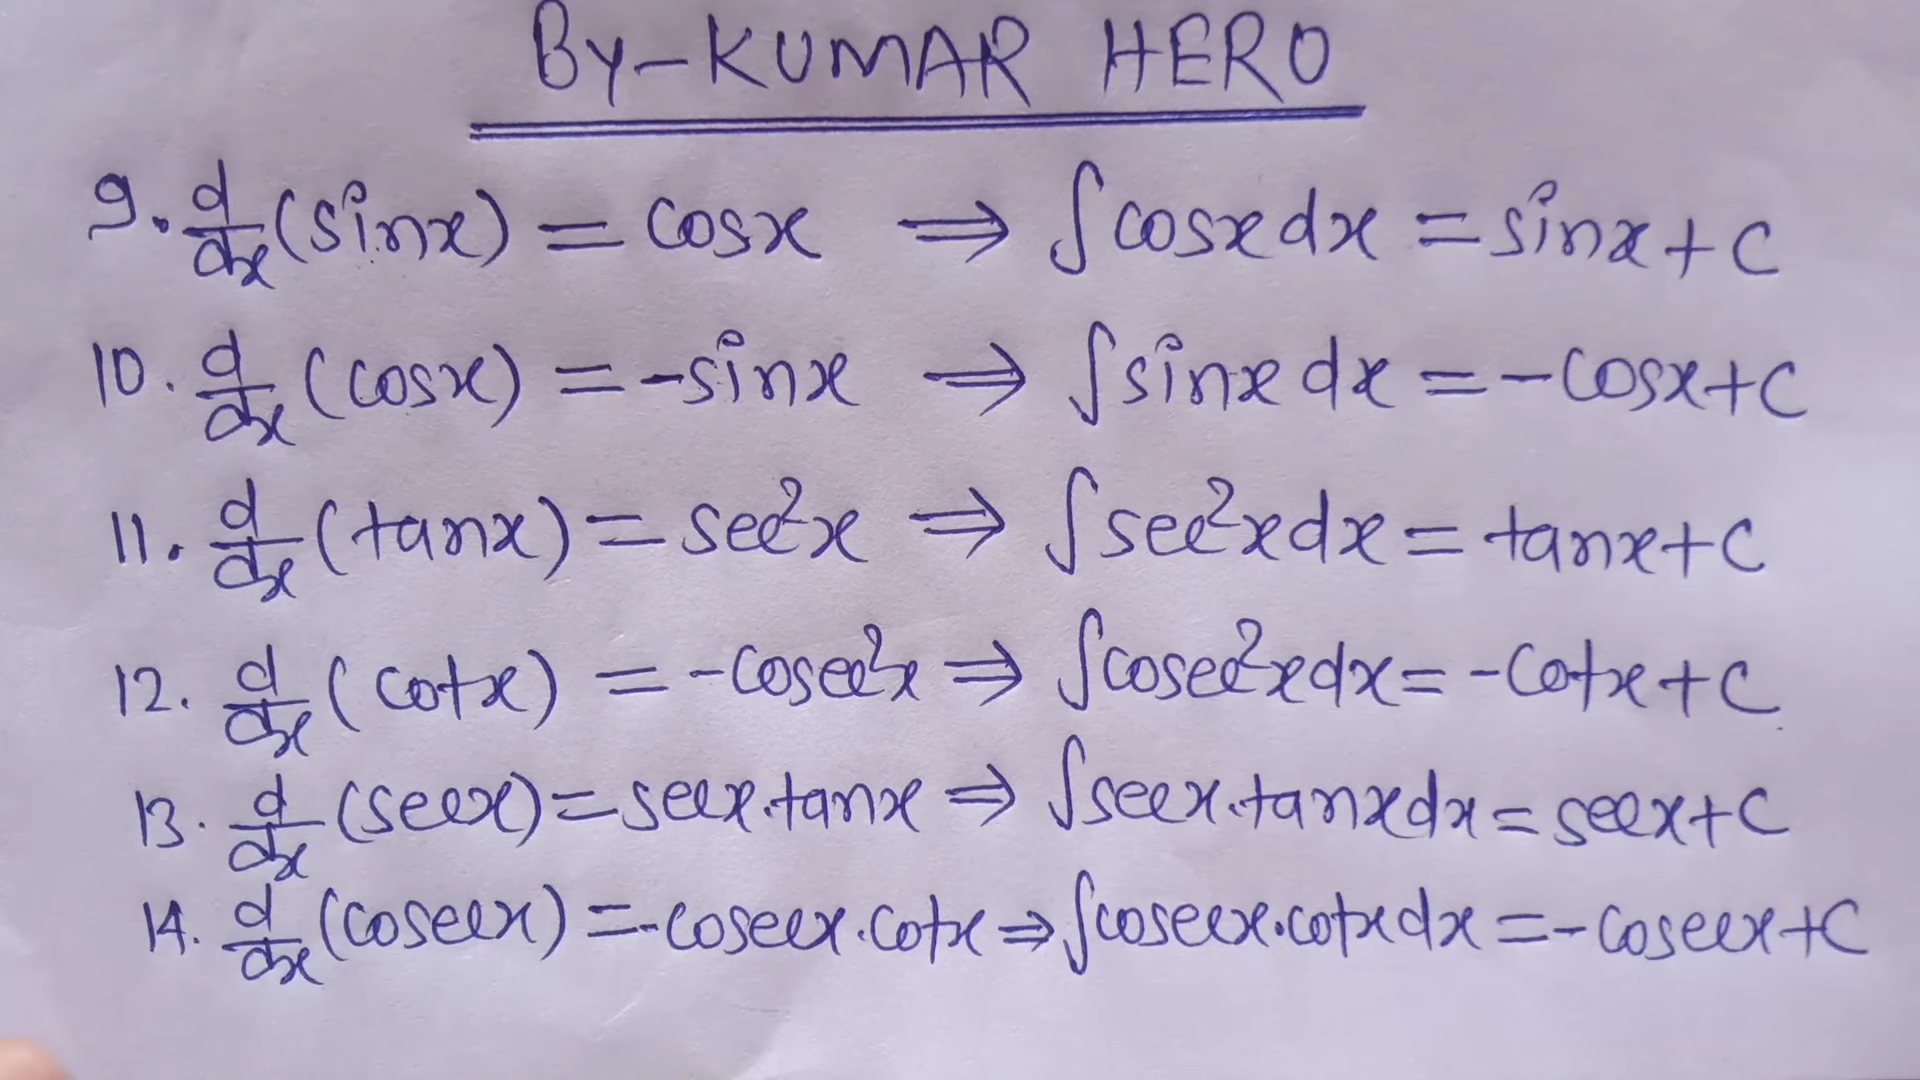 By-KUMAR HERO
9. d/dx (sinx) = cosx ⇒ ∫cosx dx = sinx + C
10. d/dx (cosx) = -sinx ⇒ ∫sinx dx = -cosx+C
11. d/dx (tanx) = sec²x ⇒ ∫sec²x dx = tanx+C
12. d/dx (cotx) = -cosec²x ⇒ ∫cosec²x dx = -cotx+C
13. d/dx (secx) = secx.tanx ⇒ ∫secx.tanx dx = secx+C
14. d/dx (cosecx) = -cosecx.cotx ⇒ ∫cosecx.cotx dx = -cosecx+C